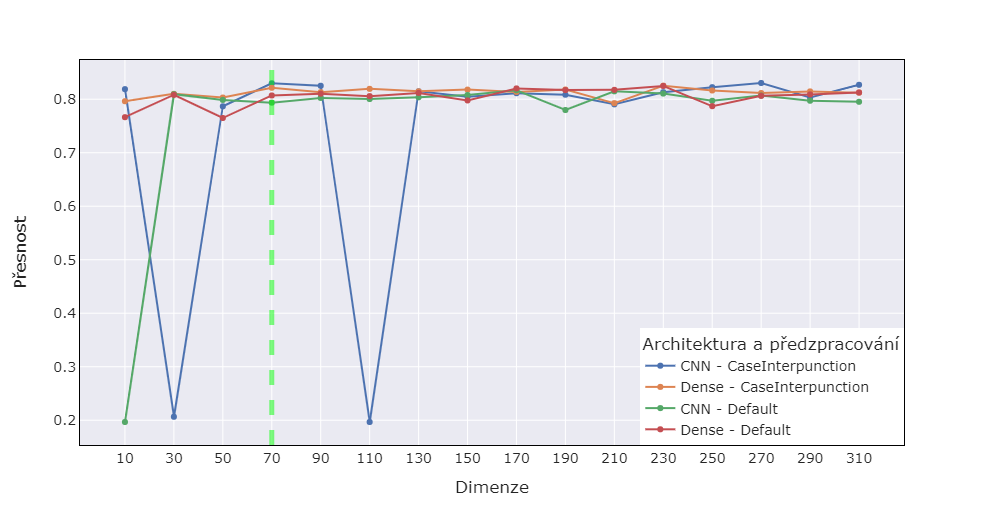 0.8
0.7
0.6
0.5
0.4
0.3
0.2
Přesnost
10 30 50 70 90 110 130 150 170 190 210 230 250 270 290 310
Dimenze
Architektura a předzpracování
CNN - CaseInterpunction
Dense - CaseInterpunction
CNN - Default
Dense - Default